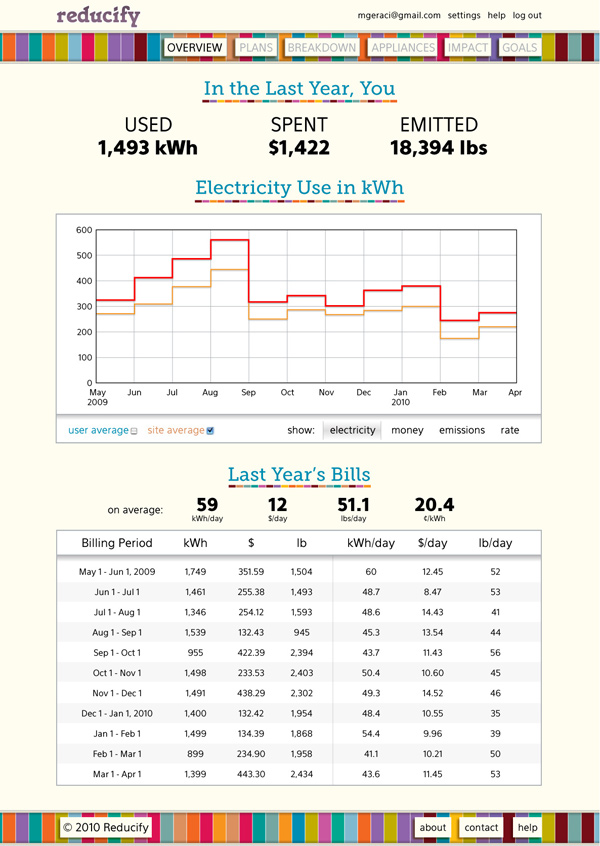 reducify
mgeraci@gmail.com settings help log out
OVERVIEW PLANS BREAKDOWN APPLIANCES IMPACT GOALS
In the Last Year, You
USED SPENT EMITTED
1,493 kWh $1,422 18,394 lbs
Electricity Use in kWh
600
500
400
300
200
100
0
May Jun Jul Aug Sep Oct Nov Dec Jan Feb Mar Apr
2009 2010
user average site average show: electricity money emissions rate
Last Year's Bills
on average: 59 12 51.1 20.4
kWh/day $/day lbs/day ¢/kWh
Billing Period kWh $ lb kWh/day $/day lb/day
May 1 - Jun 1, 2009 1,749 351.59 1,504 60 12.45 52
Jun 1 - Jul 1 1,461 255.38 1,493 48.7 8.47 53
Jul 1 - Aug 1 1,346 254.12 1,593 48.6 14.43 41
Aug 1 - Sep 1 1,539 132.43 945 45.3 13.54 44
Sep 1 - Oct 1 955 422.39 2,394 43.7 11.43 56
Oct 1 - Nov 1 1,498 233.53 2,403 50.4 10.60 45
Nov 1 - Dec 1 1,491 438.29 2,302 49.3 14.52 46
Dec 1 - Jan 1, 2010 1,400 132.42 1,954 48.4 10.55 35
Jan 1 - Feb 1 1,499 134.39 1,868 54.4 9.96 39
Feb 1 - Mar 1 899 234.90 1,958 41.1 10.21 50
Mar 1 - Apr 1 1,399 443.30 2,434 43.6 11.45 53
© 2010 Reducify about contact help